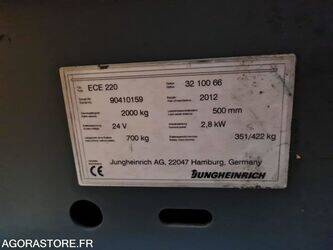 ECE 220 32 100 66
90410159 2012
2000 kg 500 mm
24 V 2,8 kW
700 kg 351/422 kg
Jungheinrich AG, 22047 Hamburg, Germany
CE JUNGHEINRICH
AGORASTORE.FR